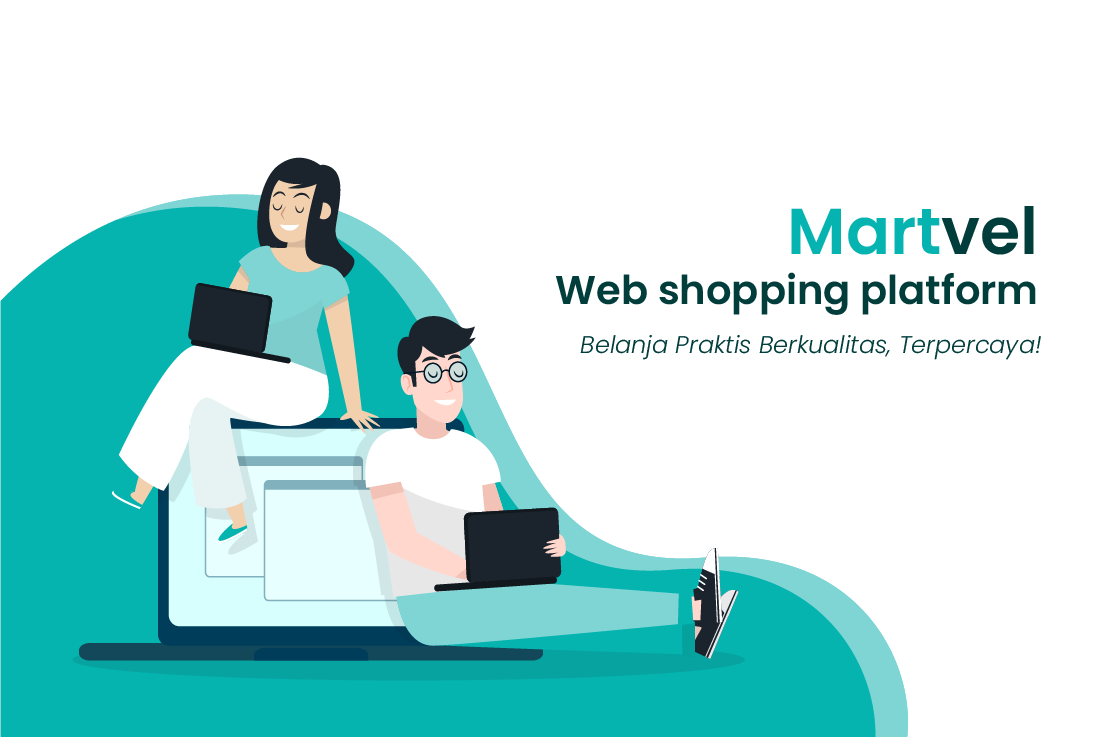 Martvel
Web shopping platform
Belanja Praktis Berkualitas, Terpercaya!